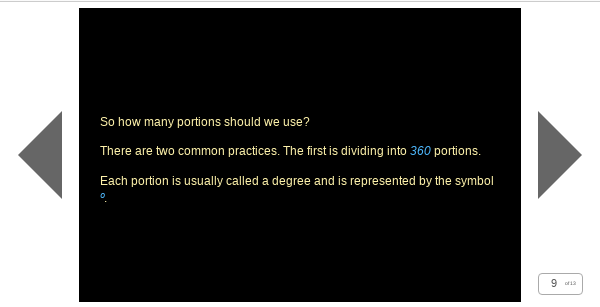 So how many portions should we use?
There are two common practices. The first is dividing into 360 portions.
Each portion is usually called a degree and is represented by the symbol
º.
9 of 13